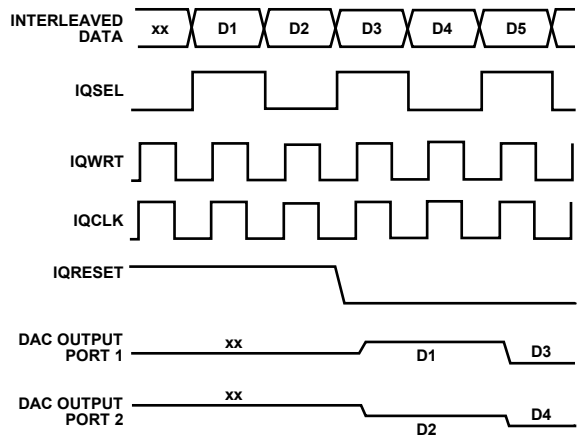 INTERLEAVED
DATA
xx D1 D2 D3 D4 D5
IQSEL
IQWRT
IQCLK
IQRESET
DAC OUTPUT
PORT 1
xx
D1
D3
DAC OUTPUT
PORT 2
xx
D2
D4